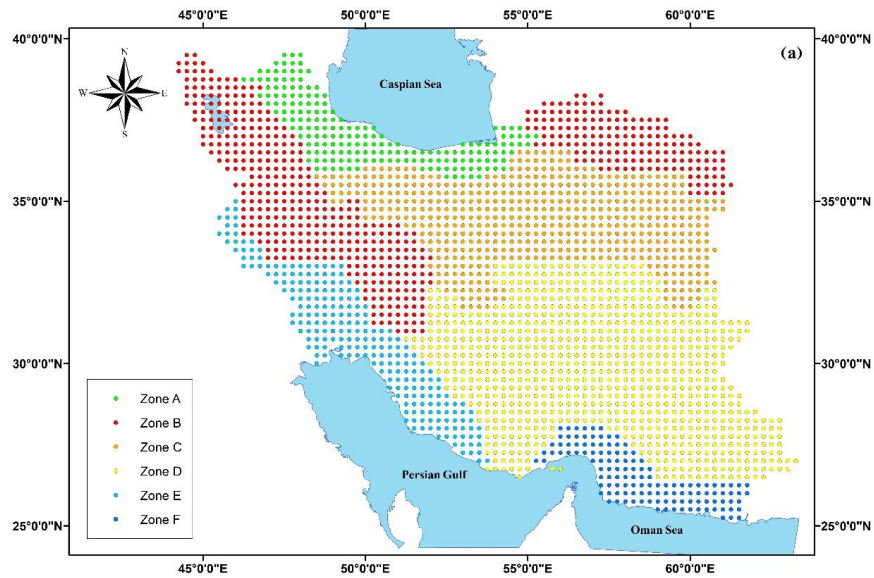 45°0'0"E 50°0'0"E 55°0'0"E 60°0'0"E
40°0'0"N 40°0'0"N
(a)
N
W E
S
Caspian Sea
35°0'0"N 35°0'0"N
30°0'0"N 30°0'0"N
Zone A
Zone B
Zone C
Zone D
Zone E
Zone F
Persian Gulf
Oman Sea
25°0'0"N 25°0'0"N
45°0'0"E 50°0'0"E 55°0'0"E 60°0'0"E